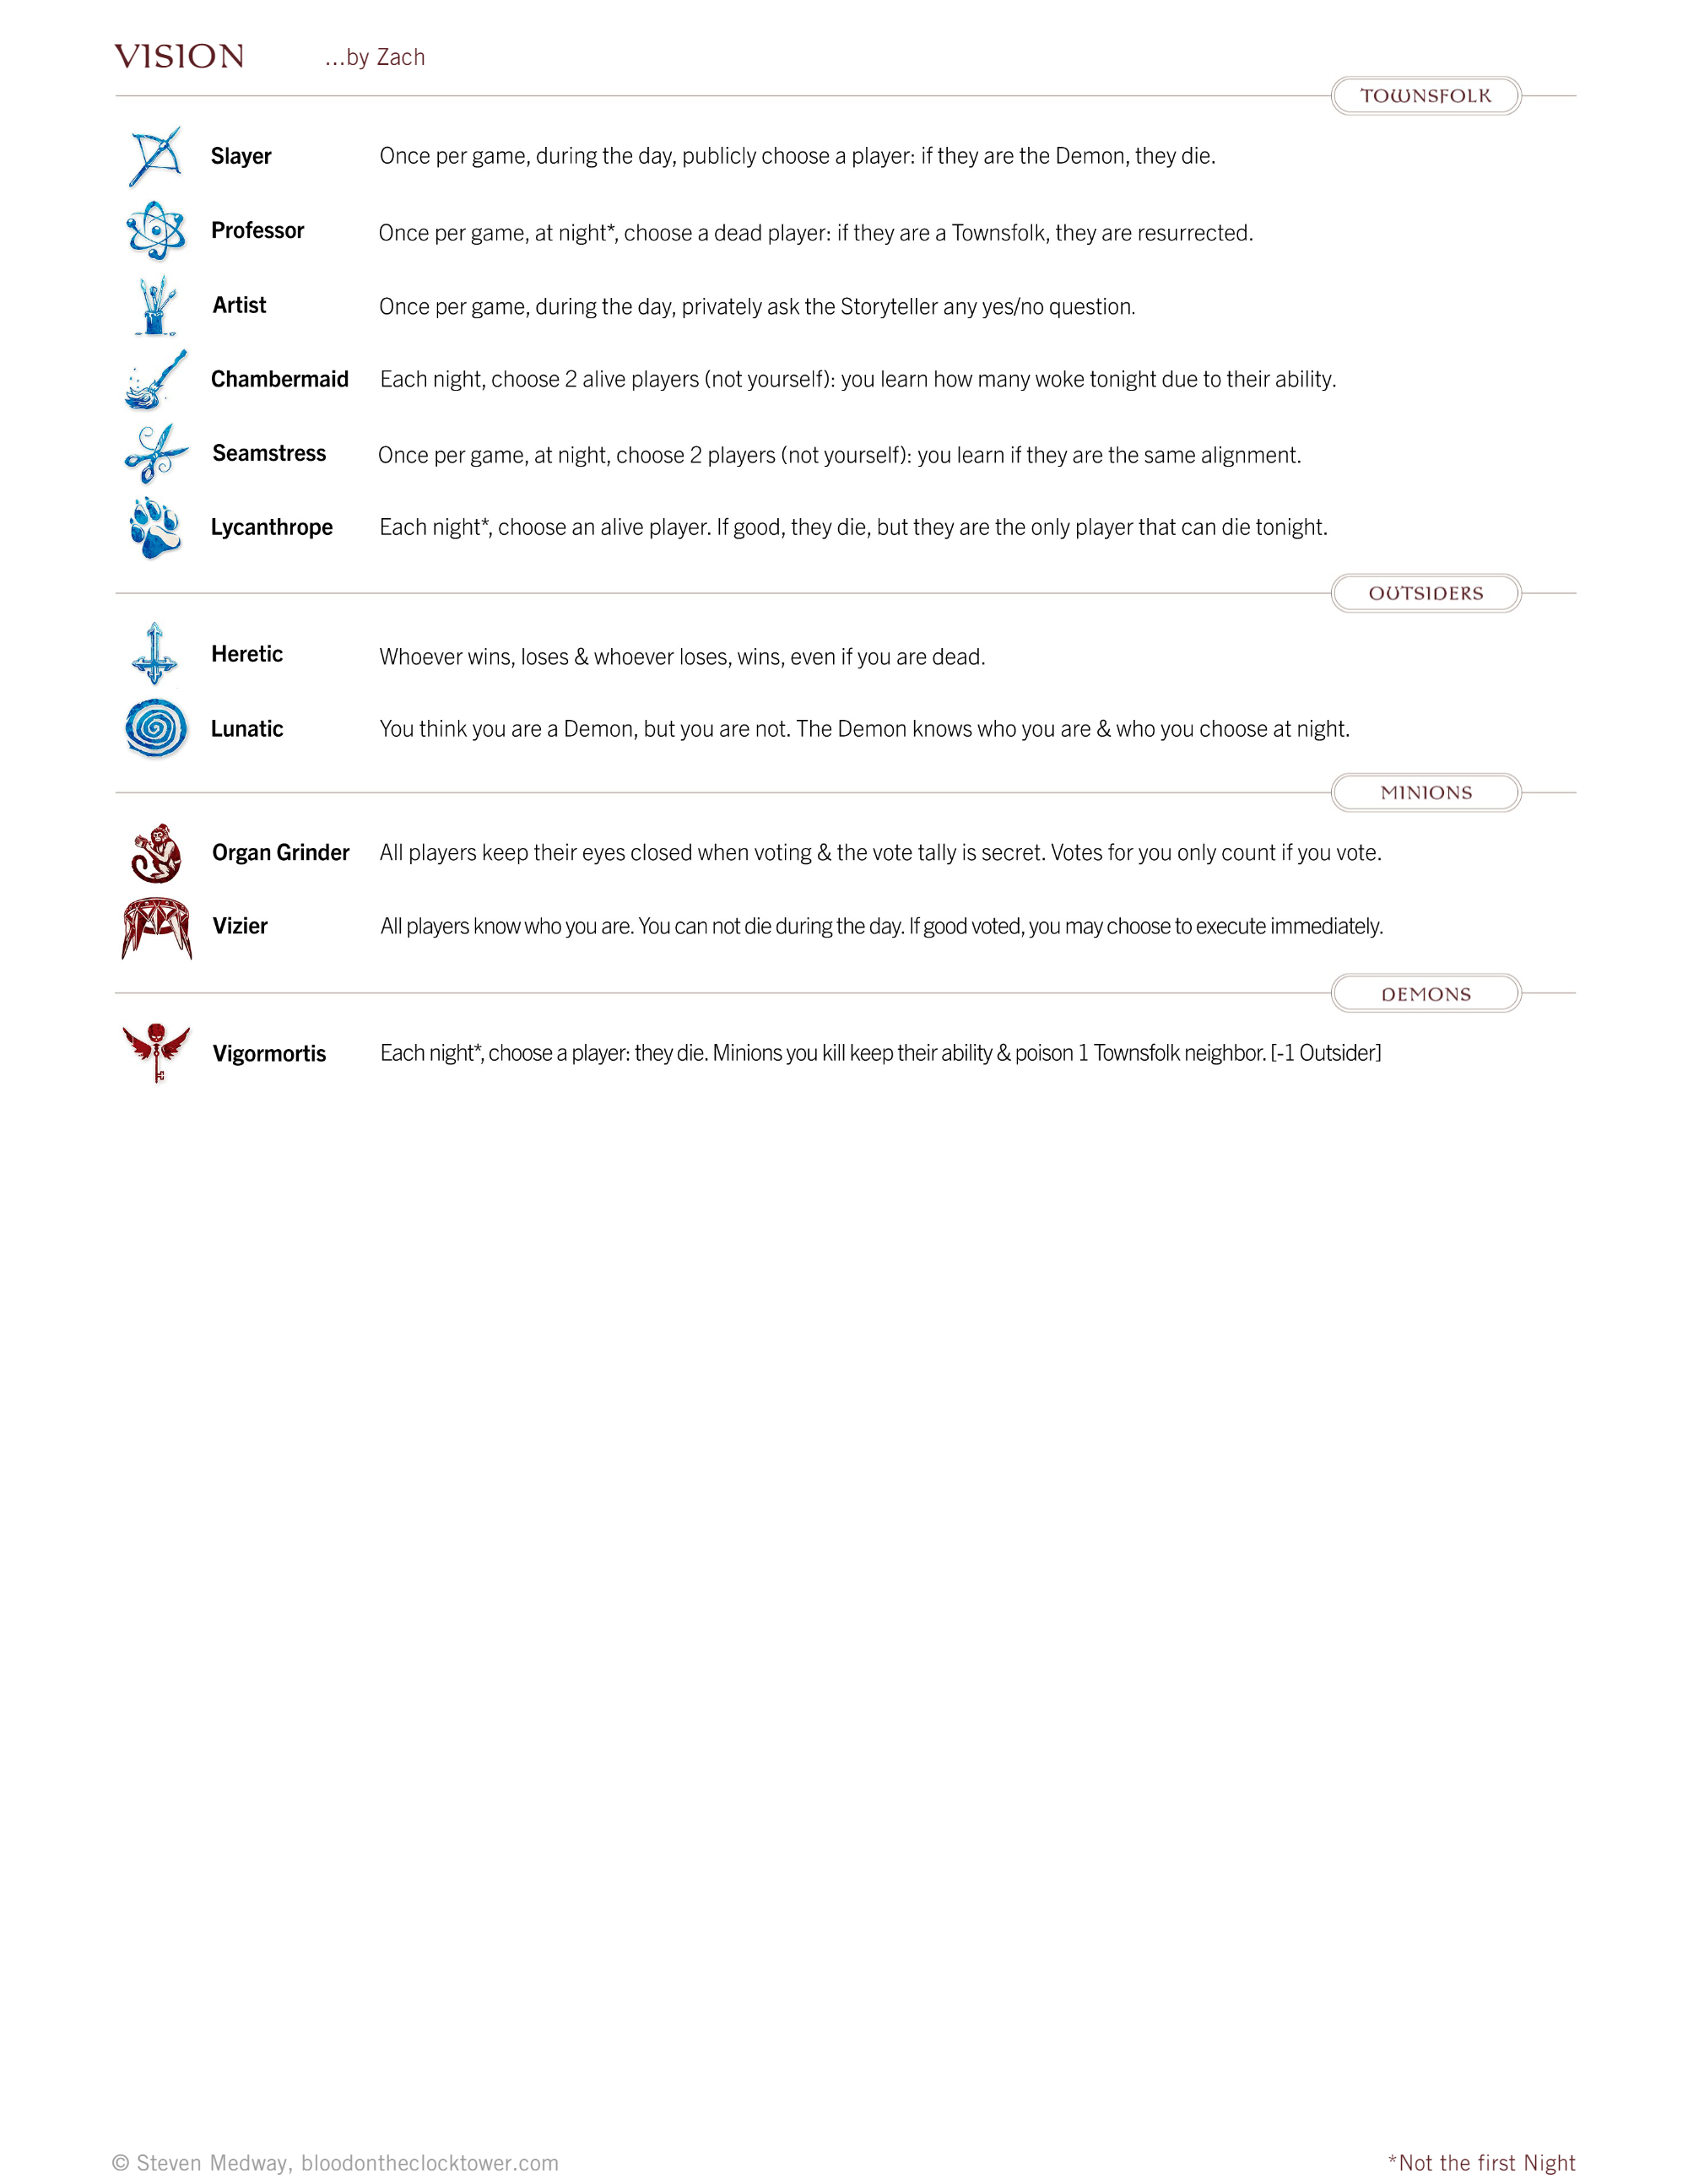 VISION ...by Zach
TOWNSFOLK
Slayer Once per game, during the day, publicly choose a player: if they are the Demon, they die.
Professor Once per game, at night*, choose a dead player: if they are a Townsfolk, they are resurrected.
Artist Once per game, during the day, privately ask the Storyteller any yes/no question.
Chambermaid Each night, choose 2 alive players (not yourself): you learn how many woke tonight due to their ability.
Seamstress Once per game, at night, choose 2 players (not yourself): you learn if they are the same alignment.
Lycanthrope Each night*, choose an alive player. If good, they die, but they are the only player that can die tonight.
OUTSIDERS
Heretic Whoever wins, loses & whoever loses, wins, even if you are dead.
Lunatic You think you are a Demon, but you are not. The Demon knows who you are & who you choose at night.
MINIONS
Organ Grinder All players keep their eyes closed when voting & the vote tally is secret. Votes for you only count if you vote.
Vizier All players know who you are. You can not die during the day. If good voted, you may choose to execute immediately.
DEMONS
Vigormortis Each night*, choose a player: they die. Minions you kill keep their ability & poison 1 Townsfolk neighbor. [-1 Outsider]
© Steven Medway, bloodontheclocktower.com *Not the first Night